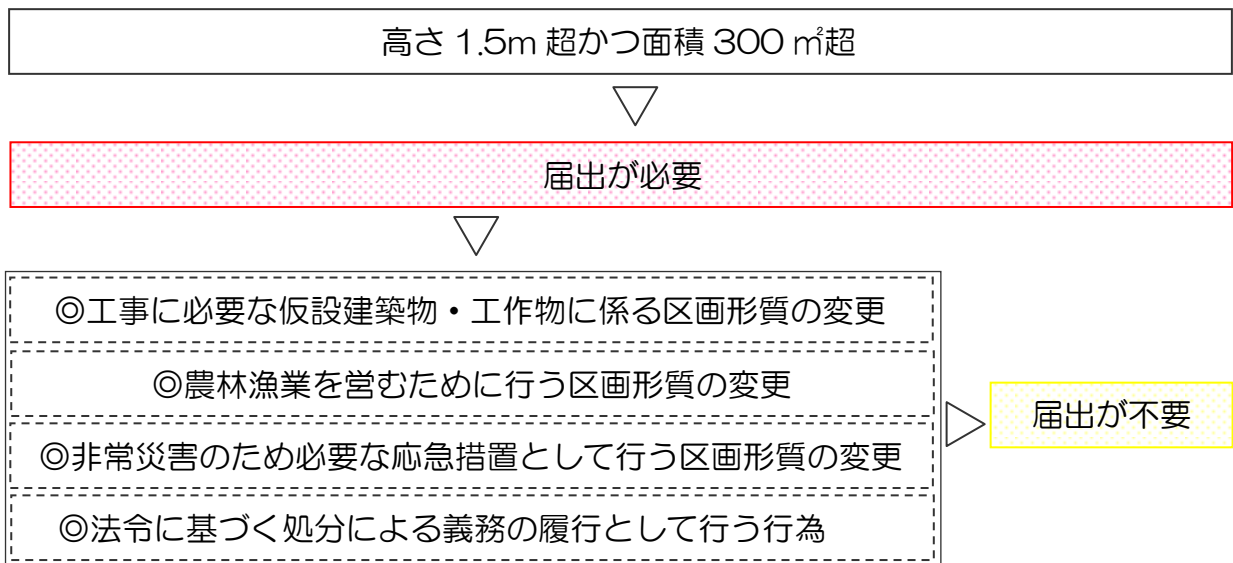 高さ 1.5m 超かつ面積 300 ㎡超
届出が必要
◎工事に必要な仮設建築物・工作物に係る区画形質の変更
◎農林漁業を営むために行う区画形質の変更
届出が不要
◎非常災害のため必要な応急措置として行う区画形質の変更
◎法令に基づく処分による義務の履行として行う行為